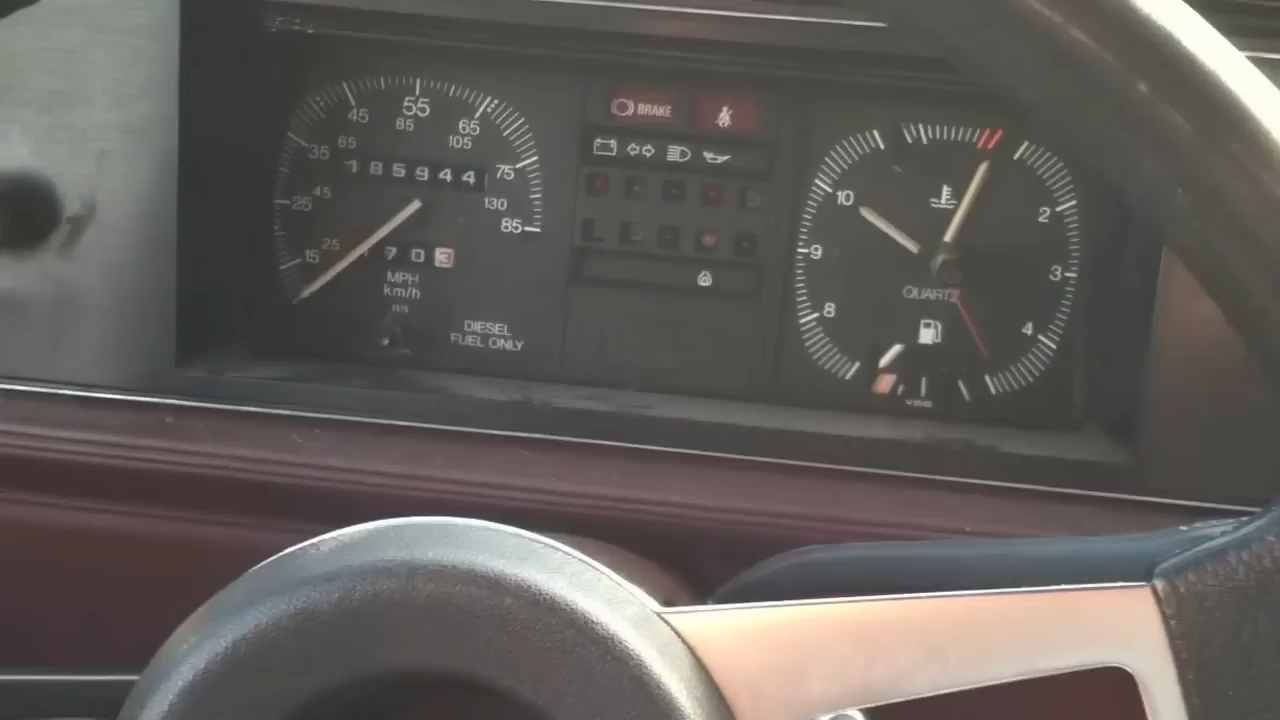 45 55 65
85
65 105
35 75
185944
45 130
25 85
25
15 703
MPH
km/h
DIESEL
FUEL ONLY
BRAKE
10 2
9 3
QUARTZ
8 4
VDO